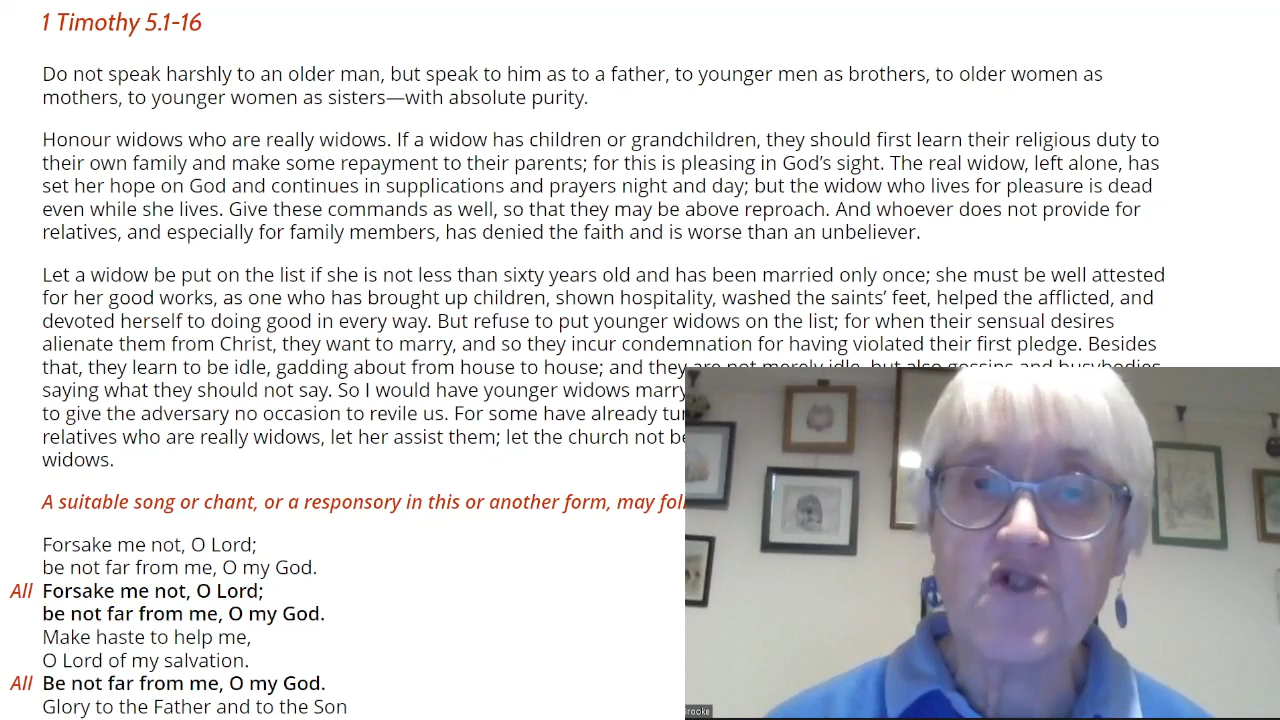 1 Timothy 5.1-16
Do not speak harshly to an older man, but speak to him as to a father, to younger men as brothers, to older women as
mothers, to younger women as sisters—with absolute purity.
Honour widows who are really widows. If a widow has children or grandchildren, they should first learn their religious duty to
their own family and make some repayment to their parents; for this is pleasing in God’s sight. The real widow, left alone, has
set her hope on God and continues in supplications and prayers night and day; but the widow who lives for pleasure is dead
even while she lives. Give these commands as well, so that they may be above reproach. And whoever does not provide for
relatives, and especially for family members, has denied the faith and is worse than an unbeliever.
Let a widow be put on the list if she is not less than sixty years old and has been married only once; she must be well attested
for her good works, as one who has brought up children, shown hospitality, washed the saints’ feet, helped the afflicted, and
devoted herself to doing good in every way. But refuse to put younger widows on the list; for when their sensual desires
alienate them from Christ, they want to marry, and so they incur condemnation for having violated their first pledge. Besides
that, they learn to be idle, gadding about from house to house; and they are not merely idle, but also gossips and busybodies,
saying what they should not say. So I would have younger widows marry
to give the adversary no occasion to revile us. For some have already
relatives who are really widows, let her assist them; let the church not
widows.
A suitable song or chant, or a responsory in this or another form, may
Forsake me not, O Lord;
be not far from me, O my God.
All Forsake me not, O Lord;
be not far from me, O my God.
Make haste to help me,
O Lord of my salvation.
All Be not far from me, O my God.
Glory to the Father and to the Son